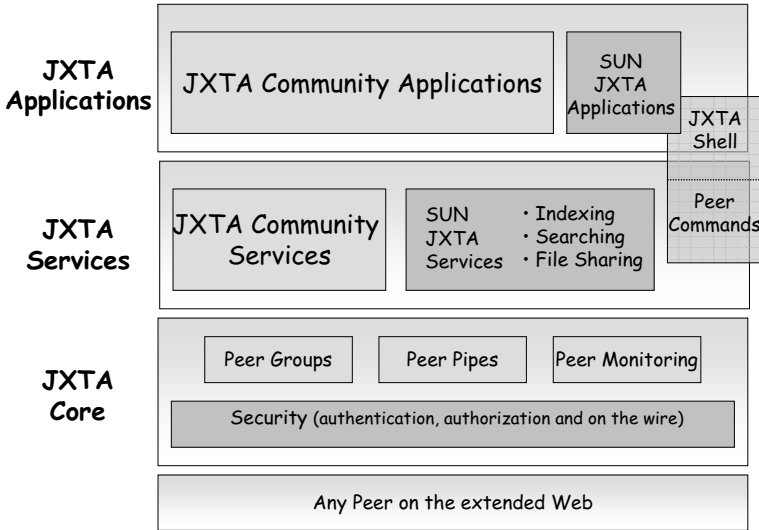 JXTA
Applications
JXTA Community Applications
SUN
JXTA
Applications
JXTA
Shell
Peer
Commands
JXTA
Services
JXTA Community
Services
SUN
JXTA
Services
• Indexing
• Searching
• File Sharing
JXTA
Core
Peer Groups
Peer Pipes
Peer Monitoring
Security (authentication, authorization and on the wire)
Any Peer on the extended Web